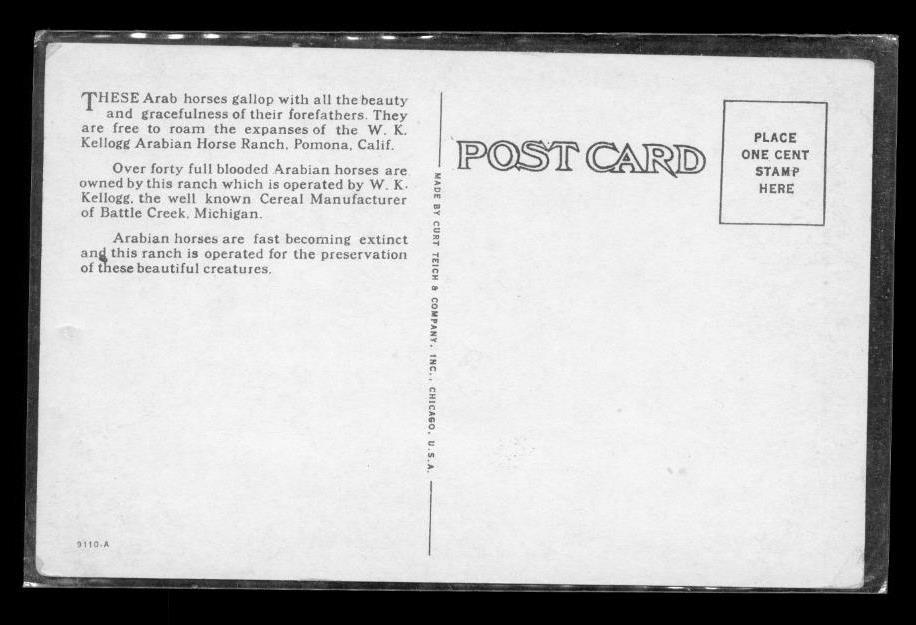 THESE Arab horses gallop with all the beauty
and gracefulness of their forefathers. They
are free to roam the expanses of the W. K.
Kellogg Arabian Horse Ranch, Pomona, Calif.
Over forty full blooded Arabian horses are
owned by this ranch which is operated by W. K.
Kellogg, the well known Cereal Manufacturer
of Battle Creek, Michigan.
Arabian horses are fast becoming extinct
and this ranch is operated for the preservation
of these beautiful creatures.
9110-A
MADE BY CURT TEICH & COMPANY, INC., CHICAGO, U.S.A.
POST CARD
PLACE
ONE CENT
STAMP
HERE